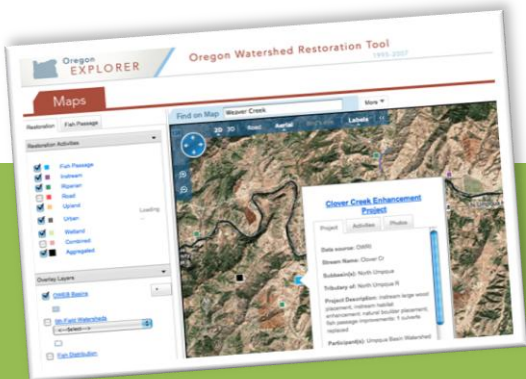 Oregon
EXPLORER
Oregon Watershed Restoration Tool
1995-2007
Maps
Restoration
Fish Passage
Restoration Activities
Fish Passage
Instream
Riparian
Road
Upland
Urban
Wetland
Combined
Aggregated
Loading
Overlay Layers
OWEB Basins
5th Field Watersheds
<--Select-->
Fish Distribution
Find on Map
Weaver Creek
More
2D 3D Road Aerial
Labels
Clover Creek Enhancement
Project
Project Activities Photos
Data source: OWRI
Stream Name: Clover Cr
Subbasin(s): North Umpqua
Tributary of: North Umpqua R
Project Description: instream large wood
placement, instream habitat
enhancement: natural boulder placement,
fish passage improvements: 1 culverts
replaced
Participant(s): Umpqua Basin Watershed